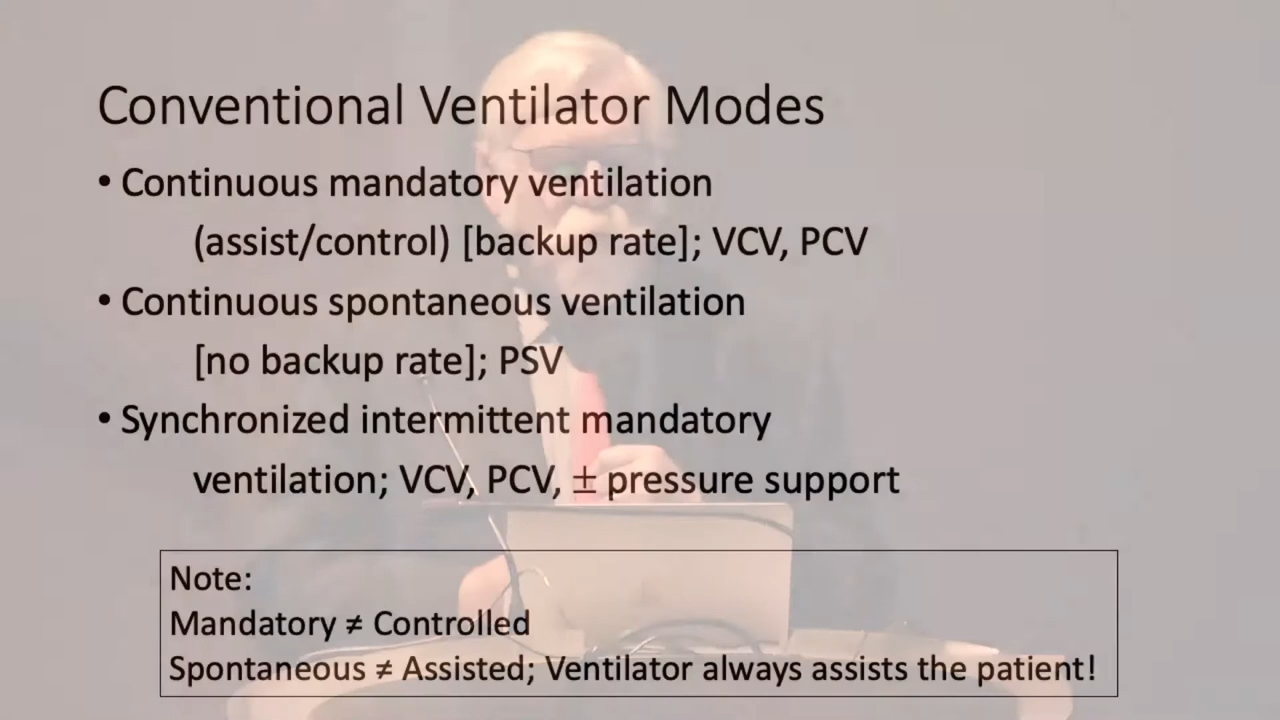 Conventional Ventilator Modes
• Continuous mandatory ventilation
(assist/control) [backup rate]; VCV, PCV
• Continuous spontaneous ventilation
[no backup rate]; PSV
• Synchronized intermittent mandatory
ventilation; VCV, PCV, ± pressure support
Note:
Mandatory ≠ Controlled
Spontaneous ≠ Assisted; Ventilator always assists the patient!